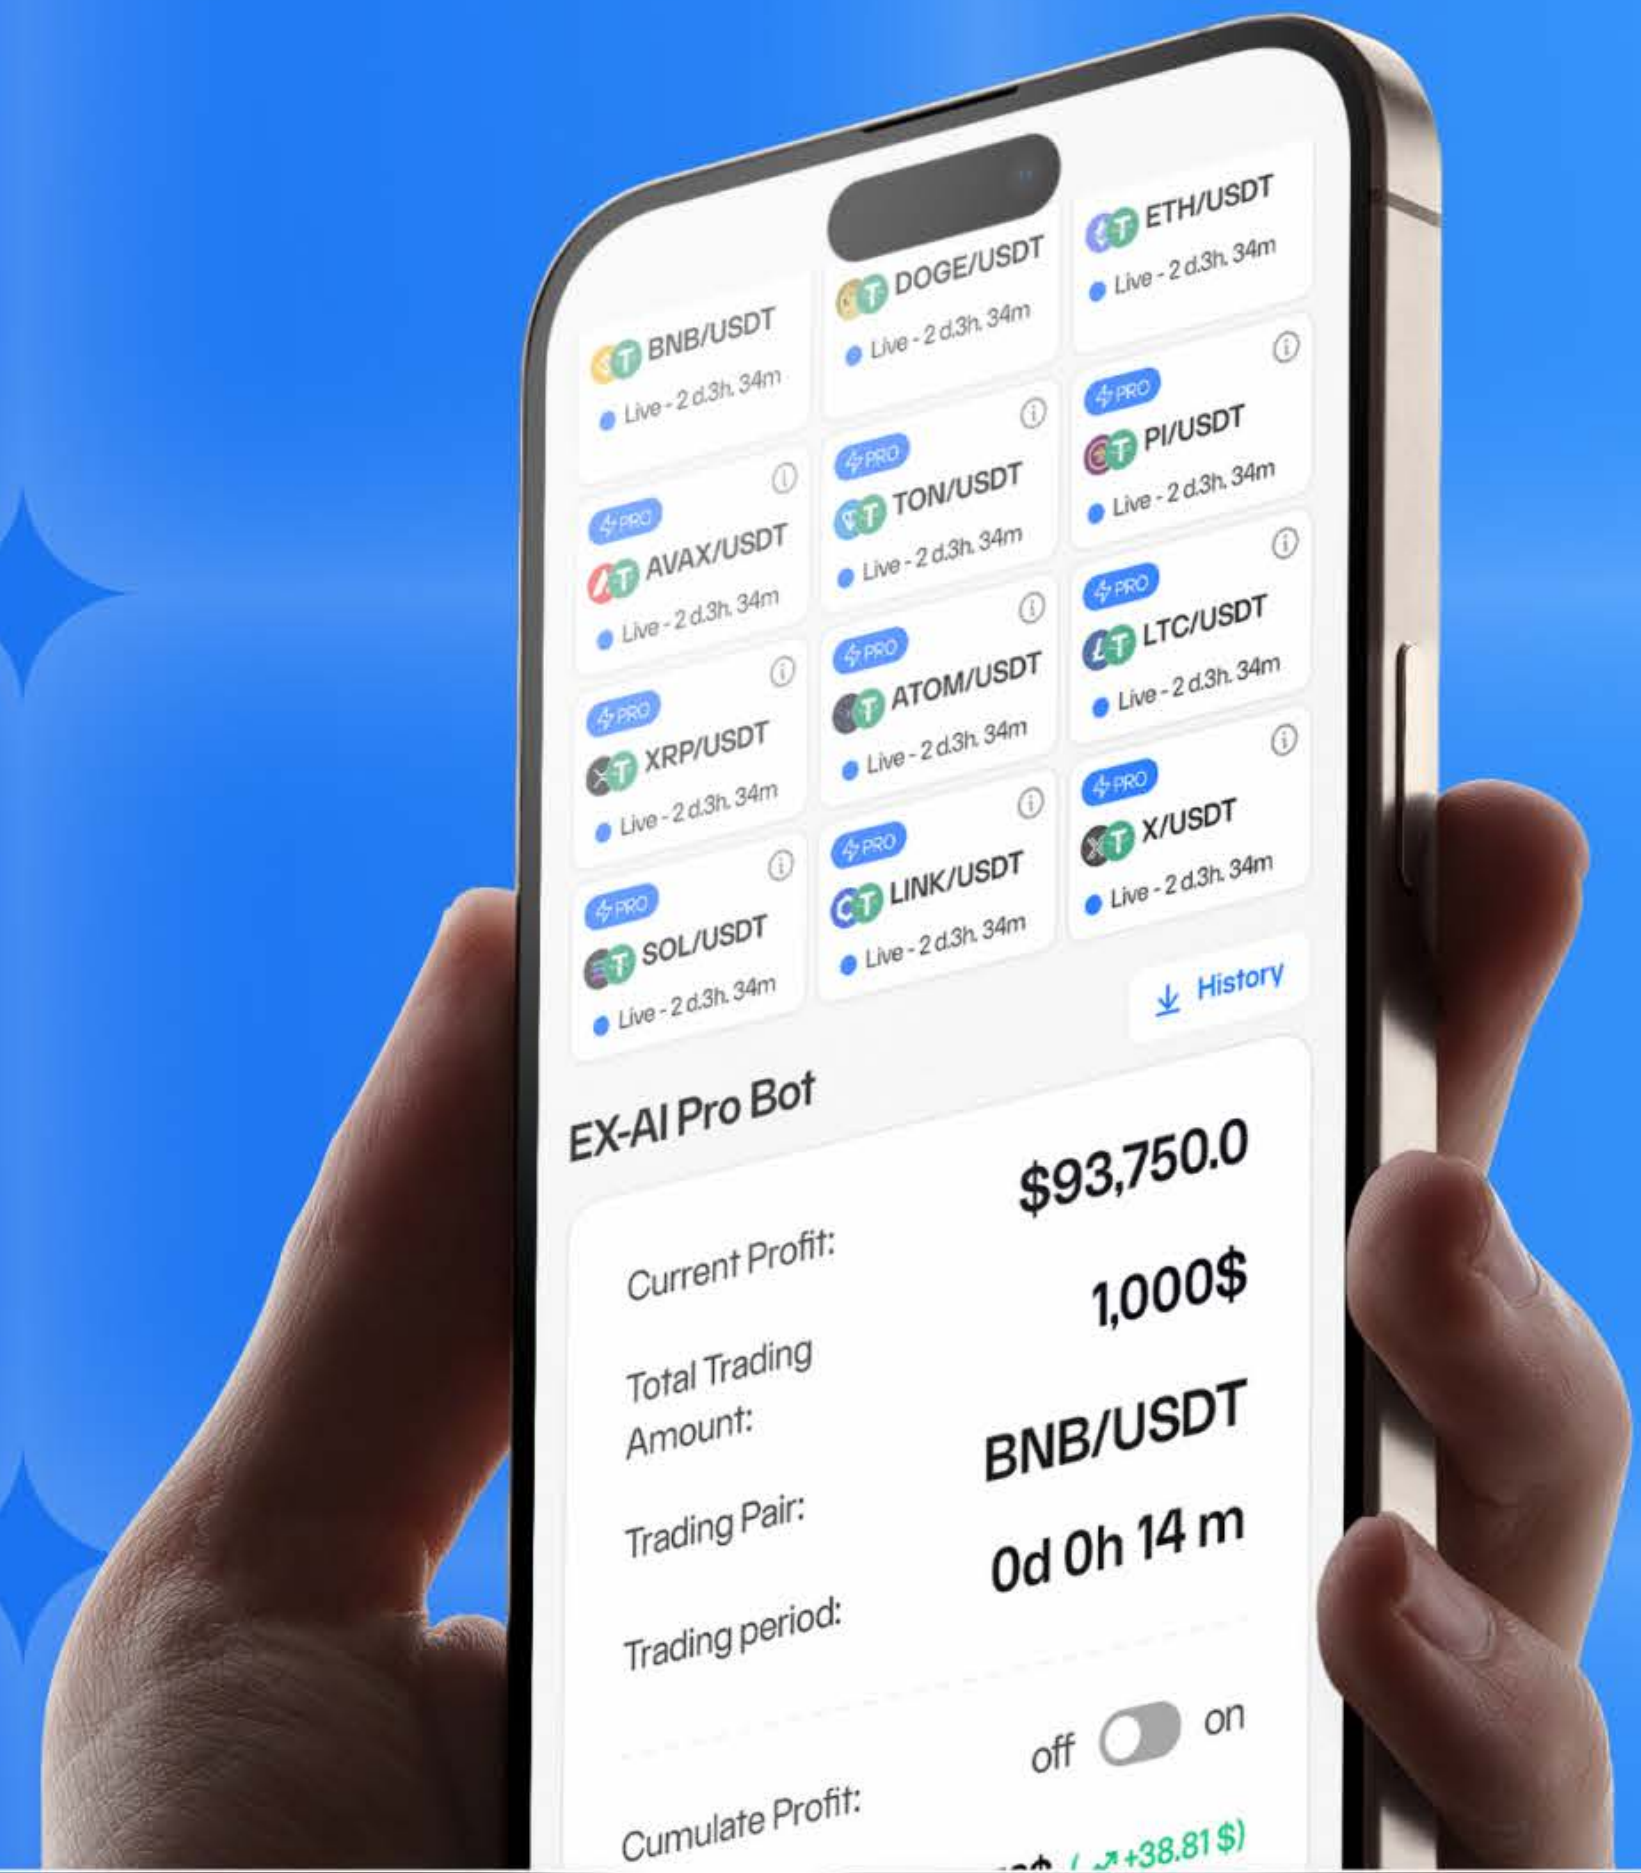 BNB/USDT
Live - 2 d.3h. 34m
DOGE/USDT
Live - 2 d.3h. 34m
ETH/USDT
Live - 2 d.3h. 34m
PRO
AVAX/USDT
Live - 2 d.3h. 34m
PRO
TON/USDT
Live - 2 d.3h. 34m
PRO
PI/USDT
Live - 2 d.3h. 34m
PRO
XRP/USDT
Live - 2 d.3h. 34m
PRO
ATOM/USDT
Live - 2 d.3h. 34m
PRO
LTC/USDT
Live - 2 d.3h. 34m
PRO
SOL/USDT
Live - 2 d.3h. 34m
PRO
LINK/USDT
Live - 2 d.3h. 34m
PRO
X/USDT
Live - 2 d.3h. 34m
History
EX-AI Pro Bot
Current Profit:
$93,750.0
Total Trading
Amount:
1,000$
Trading Pair:
BNB/USDT
Trading period:
0d 0h 14 m
off
on
Cumulate Profit:
(+38.81 $)